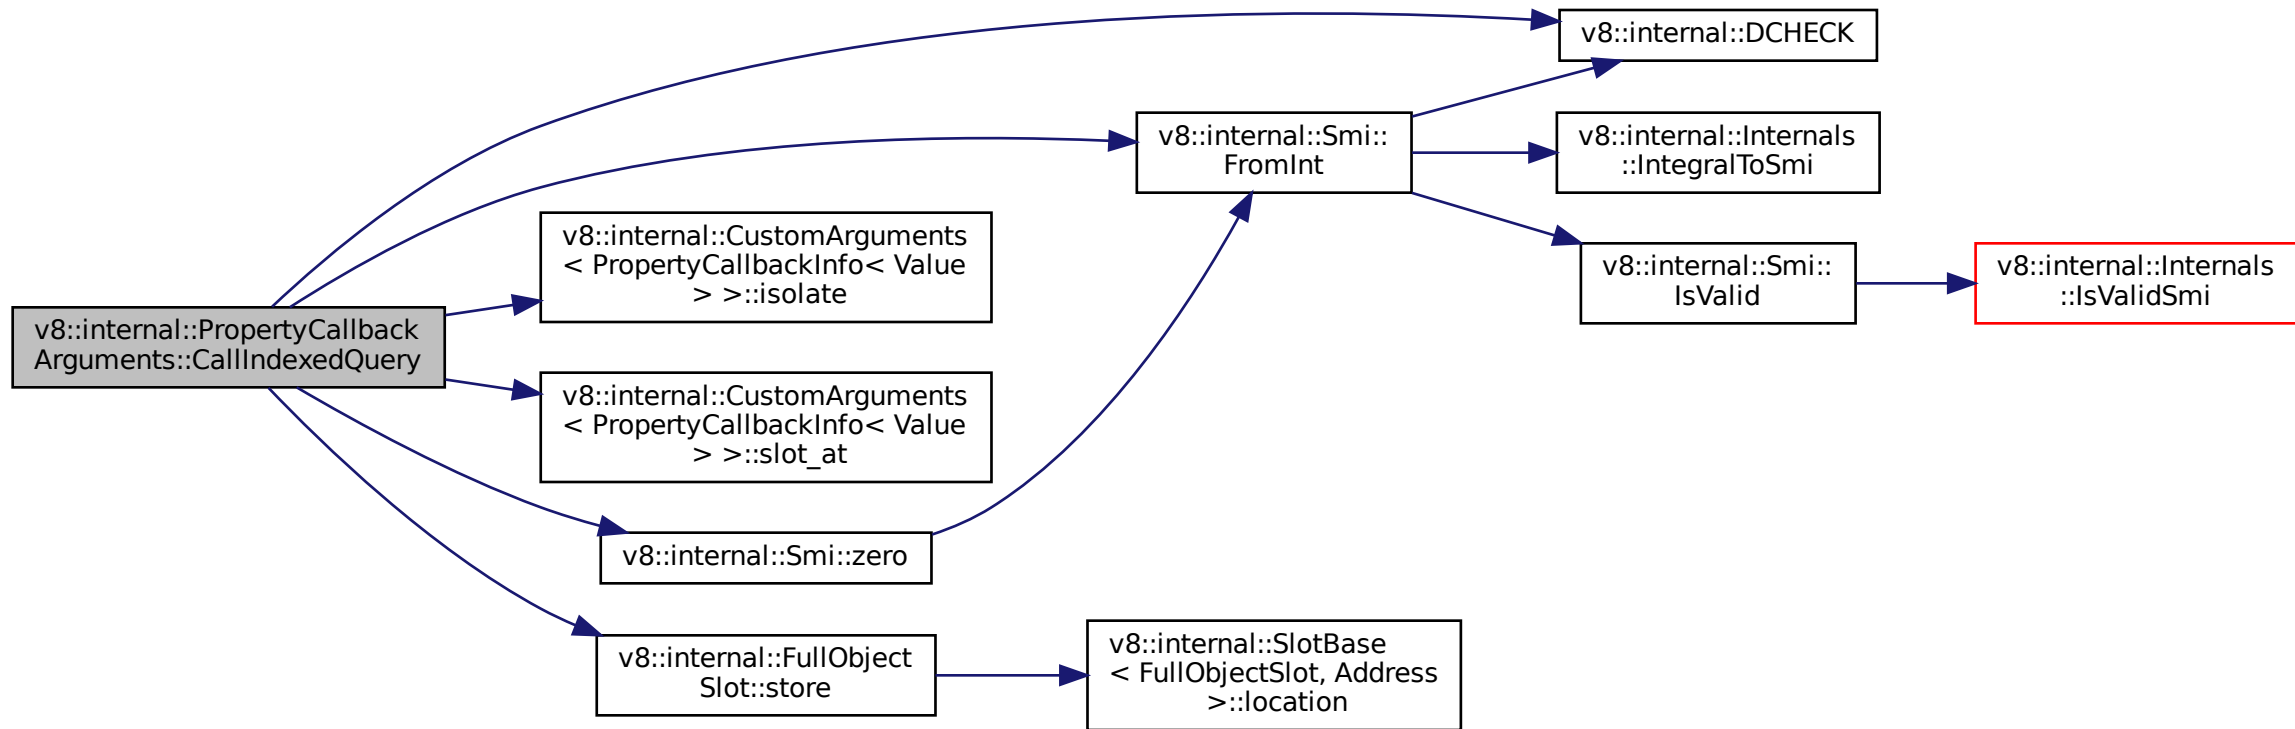 v8::internal::DCHECK
v8::internal::Smi::
FromInt
v8::internal::Internals
::IntegralToSmi
v8::internal::CustomArguments
< PropertyCallbackInfo< Value
> >::isolate
v8::internal::Smi::
IsValid
v8::internal::Internals
::IsValidSmi
v8::internal::PropertyCallback
Arguments::CallIndexedQuery
v8::internal::CustomArguments
< PropertyCallbackInfo< Value
> >::slot_at
v8::internal::Smi::zero
v8::internal::FullObject
Slot::store
v8::internal::SlotBase
< FullObjectSlot, Address
>::location